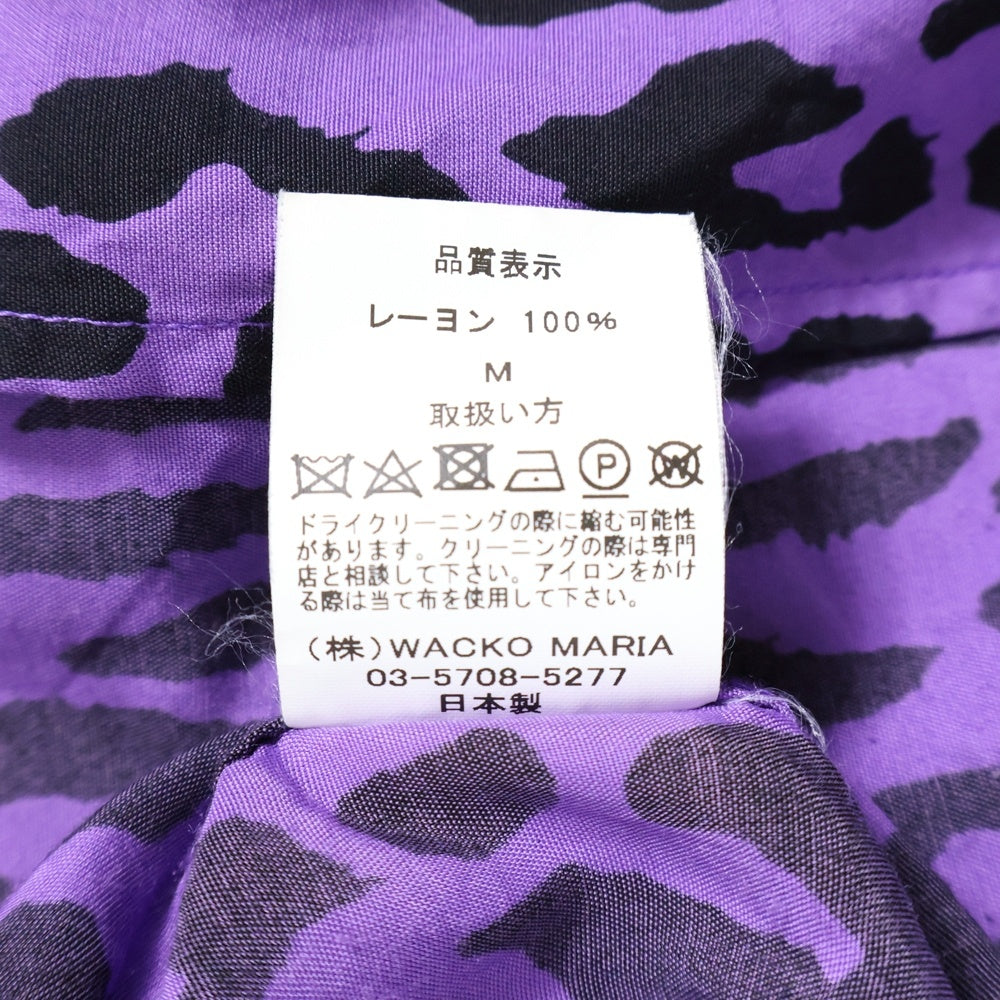 品質表示
レーヨン 100%
M
取扱い方
P W
ドライクリーニングの際に縮む可能性
があります。クリーニングの際は専門
店と相談して下さい。アイロンをかけ
る際は当て布を使用して下さい。
(株)WACKO MARIA
03-5708-5277
日本製